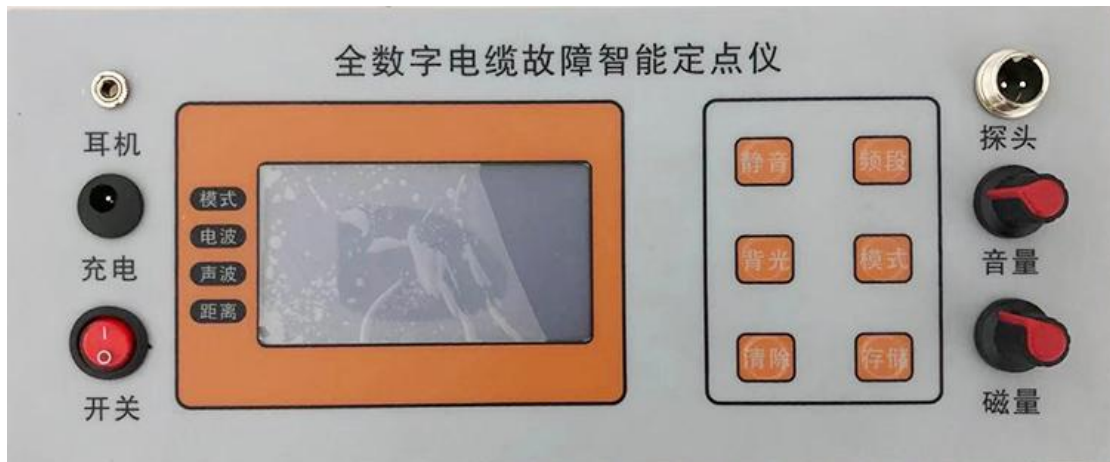 全数字电缆故障智能定点仪
耳机
充电
开关
模式
电波
声波
距离
静音
频段
背光
模式
清除
存储
探头
音量
磁量